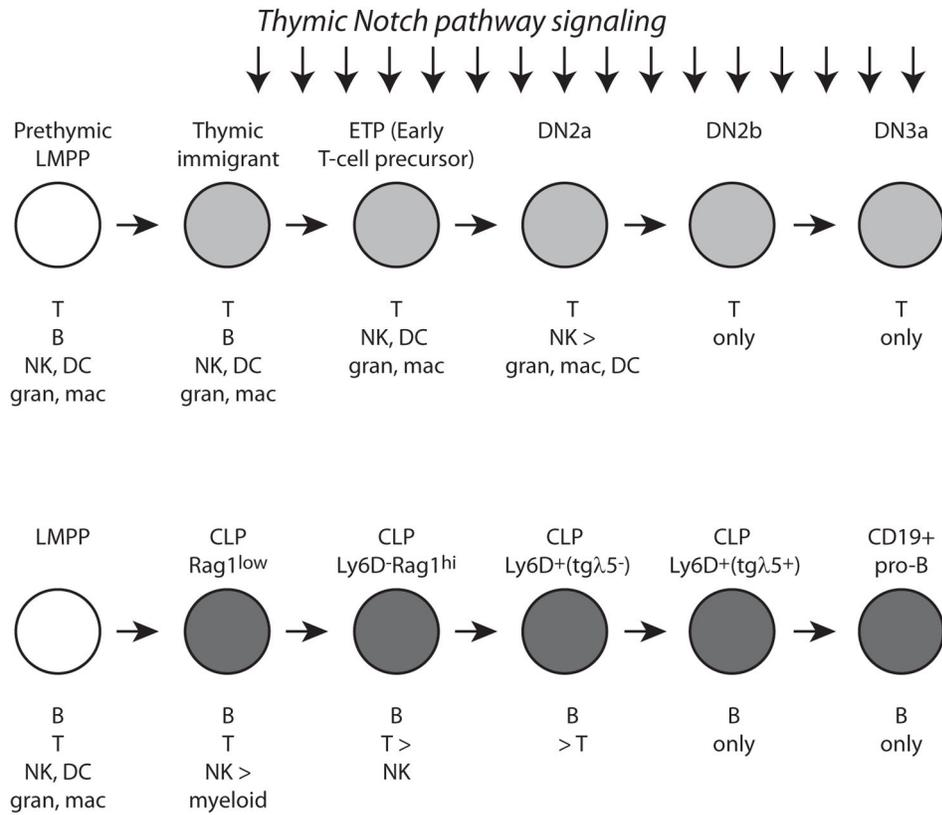 Thymic Notch pathway signaling
Prethymic
LMPP
Thymic
immigrant
ETP (Early
T-cell precursor)
DN2a
DN2b
DN3a
T
B
NK, DC
gran, mac
T
B
NK, DC
gran, mac
T
NK, DC
gran, mac
T
NK >
gran, mac, DC
T
only
T
only
LMPP
CLP
Rag1low
CLP
Ly6D-Rag1hi
CLP
Ly6D+(tgλ5-)
CLP
Ly6D+(tgλ5+)
CD19+
pro-B
B
T
NK, DC
gran, mac
B
T
NK >
myeloid
B
T >
NK
B
> T
B
only
B
only